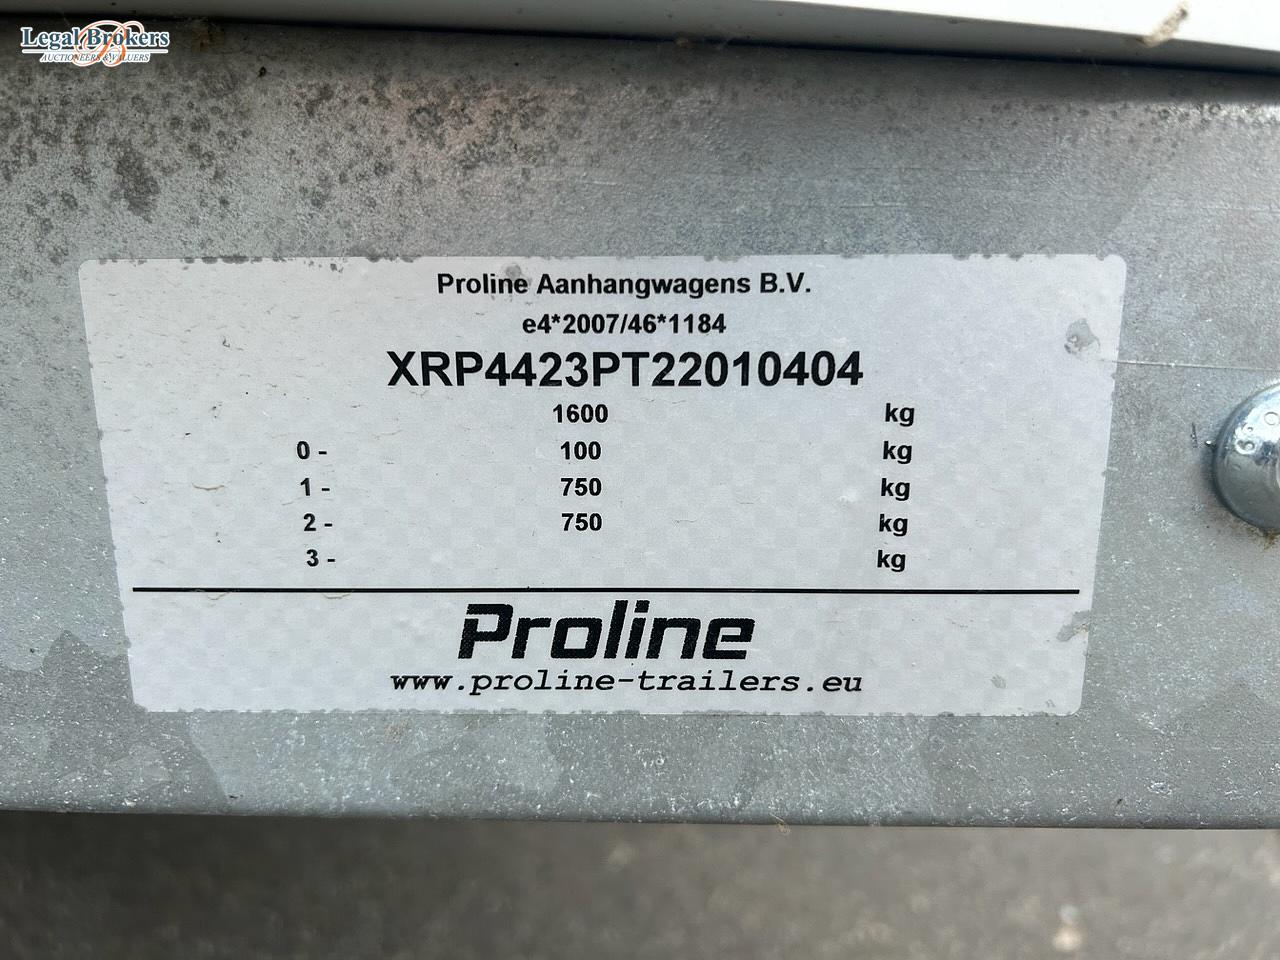 Legal Brokers
AUCTIONEERS & VALUERS
Proline Aanhangwagens B.V.
e4*2007/46*1184
XRP4423PT22010404
1600 kg
0 - 100 kg
1 - 750 kg
2 - 750 kg
3 - kg
Proline
www.proline-trailers.eu